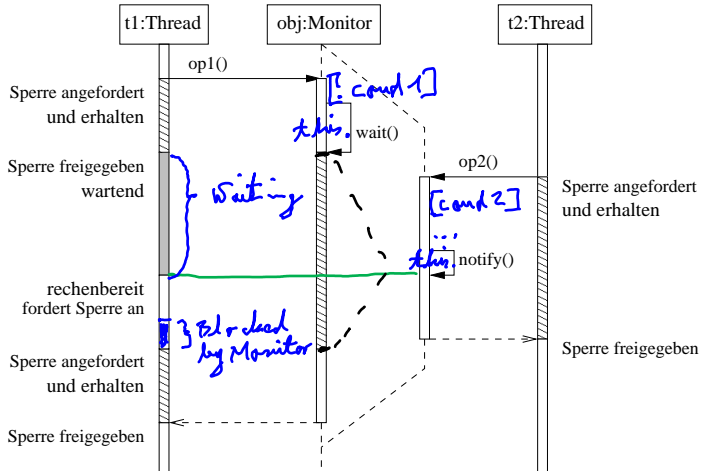 t1:Thread
obj:Monitor
t2:Thread
op1()
[! cond 1]
Sperre angefordert
und erhalten
this.
wait()
Sperre freigegeben
wartend
op2()
Waiting
[cond 2]
Sperre angefordert
und erhalten
...
this.
notify()
rechenbereit
fordert Sperre an
Blocked
by Monitor
Sperre freigegeben
Sperre angefordert
und erhalten
Sperre freigegeben